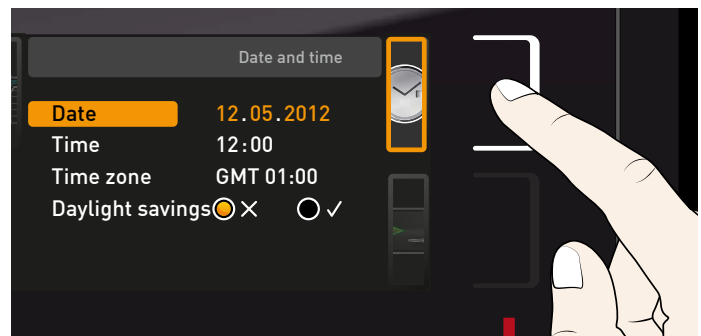 Date and time
Date 12.05.2012
Time 12:00
Time zone GMT 01:00
Daylight savings